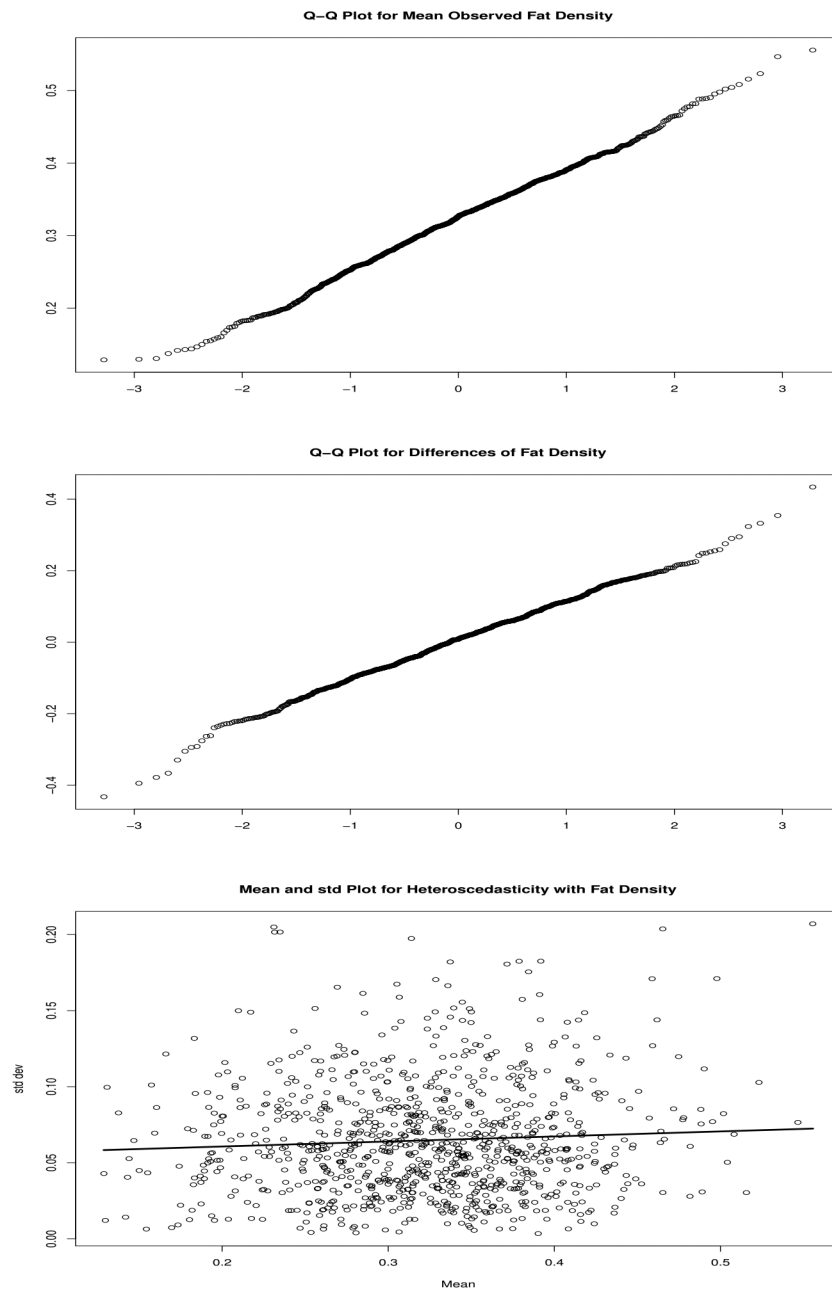 Q−Q Plot for Mean Observed Fat Density
0.5
0.4
0.3
0.2
−3 −2 −1 0 1 2 3
Q−Q Plot for Differences of Fat Density
0.4
0.2
0.0
−0.2
−0.4
−3 −2 −1 0 1 2 3
Mean and std Plot for Heteroscedasticity with Fat Density
0.20
0.15
0.10
0.05
0.00
std dev
0.2 0.3 0.4 0.5
Mean